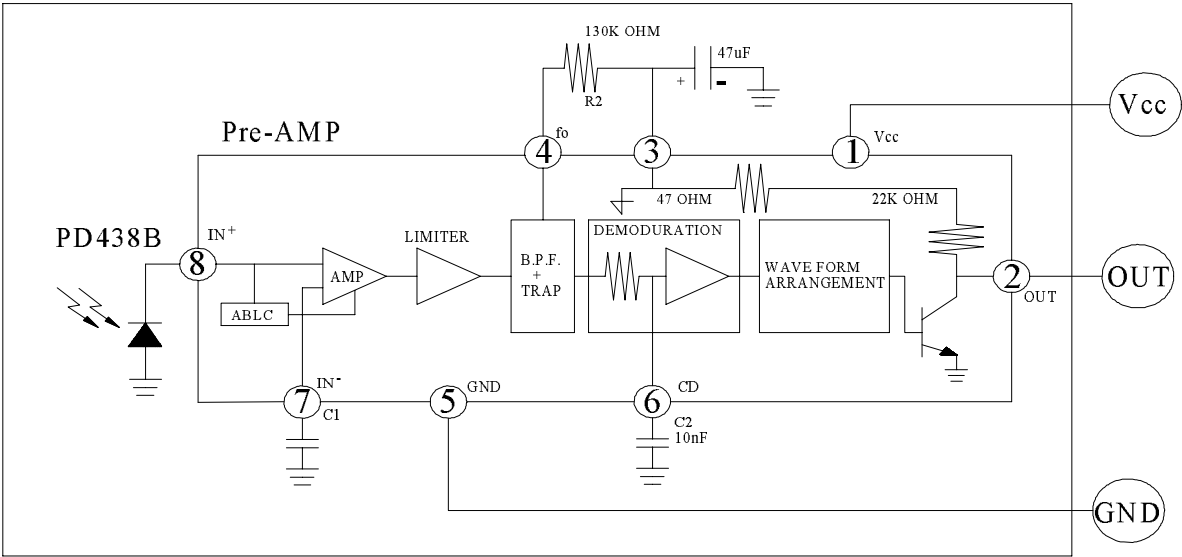 130K OHM
47uF
+
-
R2
Vcc
Pre-AMP
fo
4
3
1
Vcc
47 OHM
22K OHM
PD438B
IN+
8
LIMITER
DEMODURATION
AMP
B.P.F.
+
TRAP
WAVE FORM
ARRANGEMENT
2
OUT
OUT
ABLC
IN-
7
C1
GND
5
CD
6
C2
10nF
GND